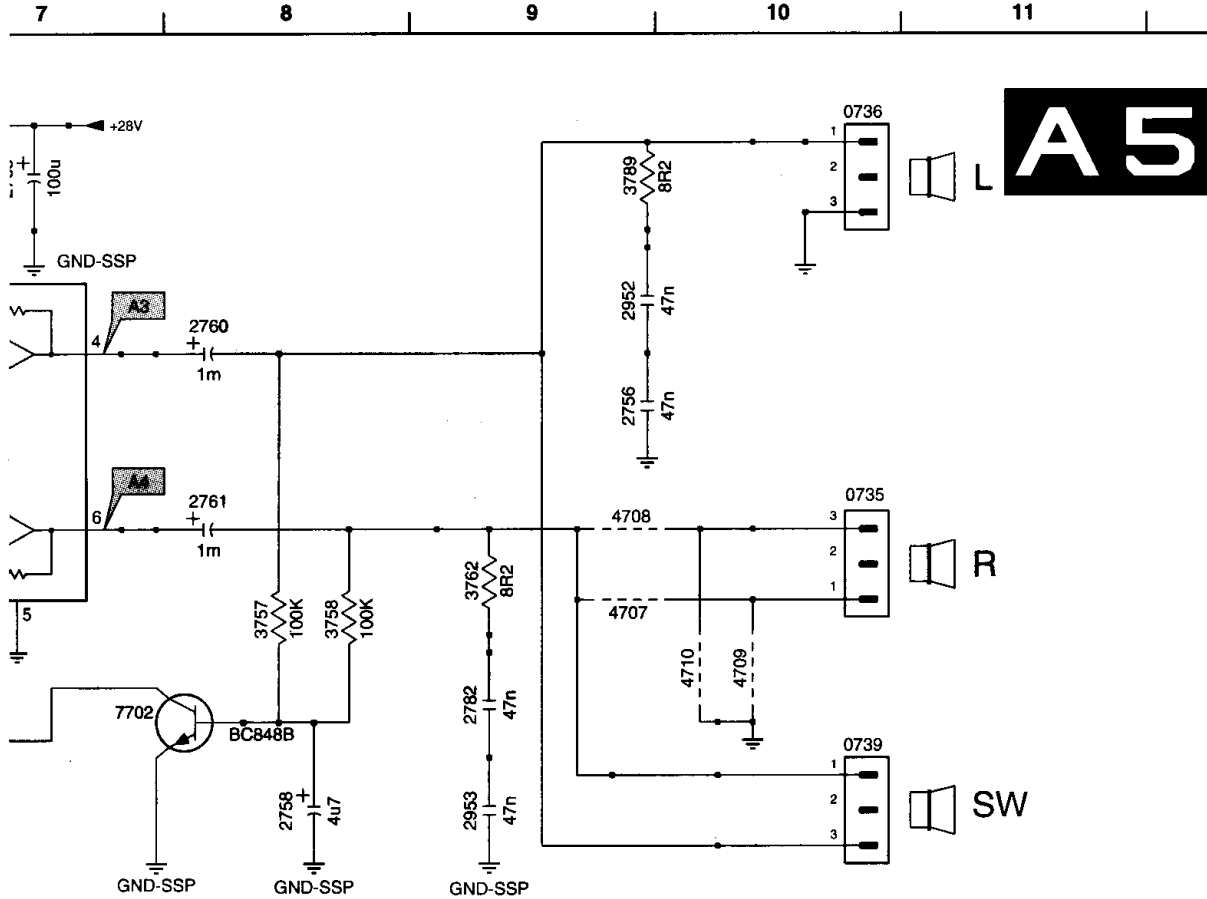 7 8 9 10 11
A5
+28V
100u
GND-SSP
0736
1
2
3
L
3789
8R2
2952
47n
2756
47n
A3
4
2760
+
1m
A4
6
2761
+
1m
5
4708
4707
0735
3
2
1
R
3757
100K
3758
100K
3762
8R2
4710
4709
2782
47n
7702
BC848B
2758
+
4u7
2953
47n
0739
1
2
3
SW
GND-SSP
GND-SSP
GND-SSP